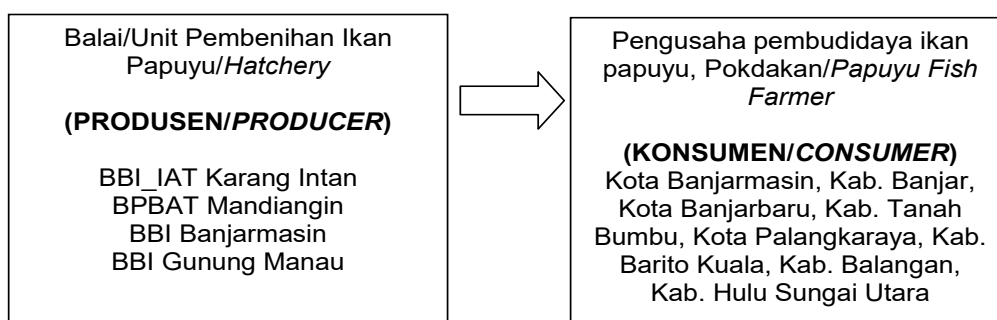 Balai/Unit Pembenihan Ikan
Papuyu/Hatchery
(PRODUSEN/PRODUCER)
BBI_IAT Karang Intan
BPBAT Mandiangin
BBI Banjarmasin
BBI Gunung Manau
Pengusaha pembudidaya ikan
papuyu, Pokdakan/Papuyu Fish
Farmer
(KONSUMEN/CONSUMER)
Kota Banjarmasin, Kab. Banjar,
Kota Banjarbaru, Kab. Tanah
Bumbu, Kota Palangkaraya, Kab.
Barito Kuala, Kab. Balangan,
Kab. Hulu Sungai Utara